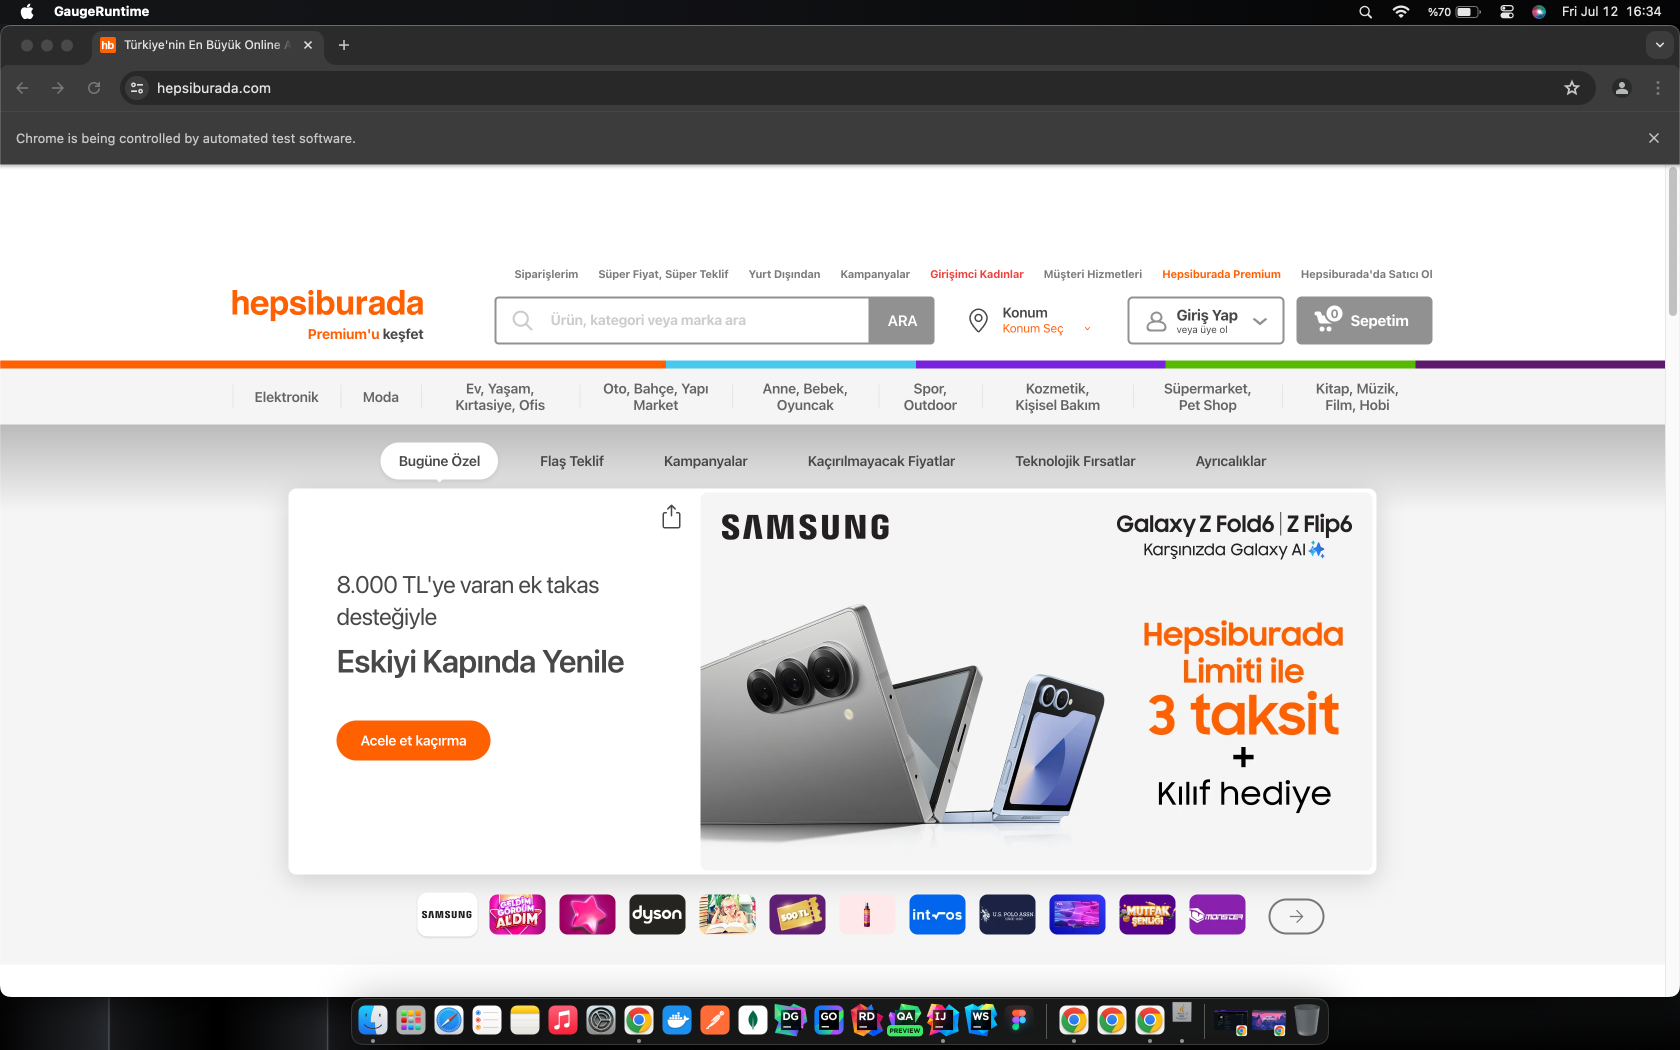 GaugeRuntime
%70
Fri Jul 12 16:34
hb
Türkiye'nin En Büyük Online A
hepsiburada.com
Chrome is being controlled by automated test software.
Siparişlerim
Süper Fiyat, Süper Teklif
Yurt Dışından
Kampanyalar
Girişimci Kadınlar
Müşteri Hizmetleri
Hepsiburada Premium
Hepsiburada'da Satıcı Ol
hepsiburada
Premium'u keşfet
Ürün, kategori veya marka ara
ARA
Konum
Konum Seç
Giriş Yap
veya üye ol
0
Sepetim
Elektronik
Moda
Ev, Yaşam,
Kırtasiye, Ofis
Oto, Bahçe, Yapı
Market
Anne, Bebek,
Oyuncak
Spor,
Outdoor
Kozmetik,
Kişisel Bakım
Süpermarket,
Pet Shop
Kitap, Müzik,
Film, Hobi
Bugüne Özel
Flaş Teklif
Kampanyalar
Kaçırılmayacak Fiyatlar
Teknolojik Fırsatlar
Ayrıcalıklar
8.000 TL'ye varan ek takas
desteğiyle
Eskiyi Kapında Yenile
Acele et kaçırma
SAMSUNG
Galaxy Z Fold6 | Z Flip6
Karşınızda Galaxy AI
Hepsiburada
Limiti ile
3 taksit
+
Kılıf hediye
SAMSUNG
GELDİM
GÖRDÜM
ALDIM
dyson
500 TL
intros
U.S. POLO ASSN.
MUTFAK
ŞENLİĞİ
MONSTER
DG
GO
RD
QA
PREVIEW
IJ
WS